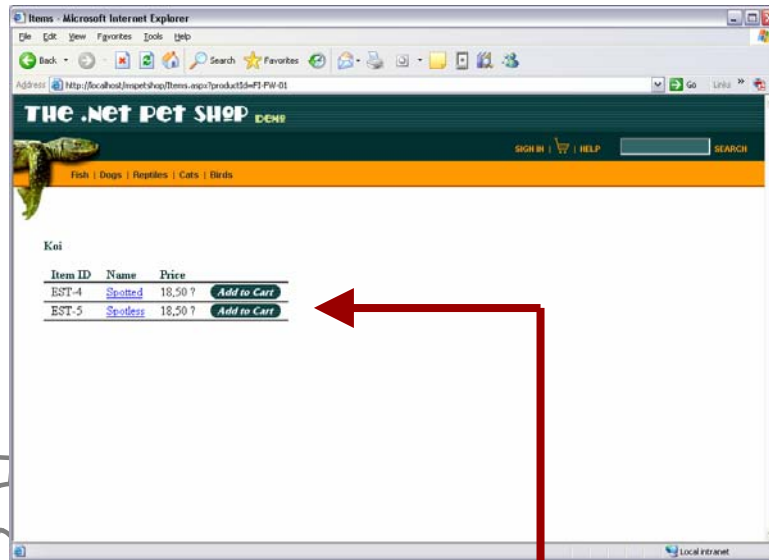 Items - Microsoft Internet Explorer
File Edit View Favorites Tools Help
Back Search Favorites
Address http://localhost/mspetshop/Items.aspx?productId=FI-FW-01 Go Links »
THE .NET PET SHOP DEMO
SIGN IN | | HELP SEARCH
Fish | Dogs | Reptiles | Cats | Birds
Koi
Item ID Name Price
EST-4 Spotted 18,50 ? Add to Cart
EST-5 Spotless 18,50 ? Add to Cart
Local intranet